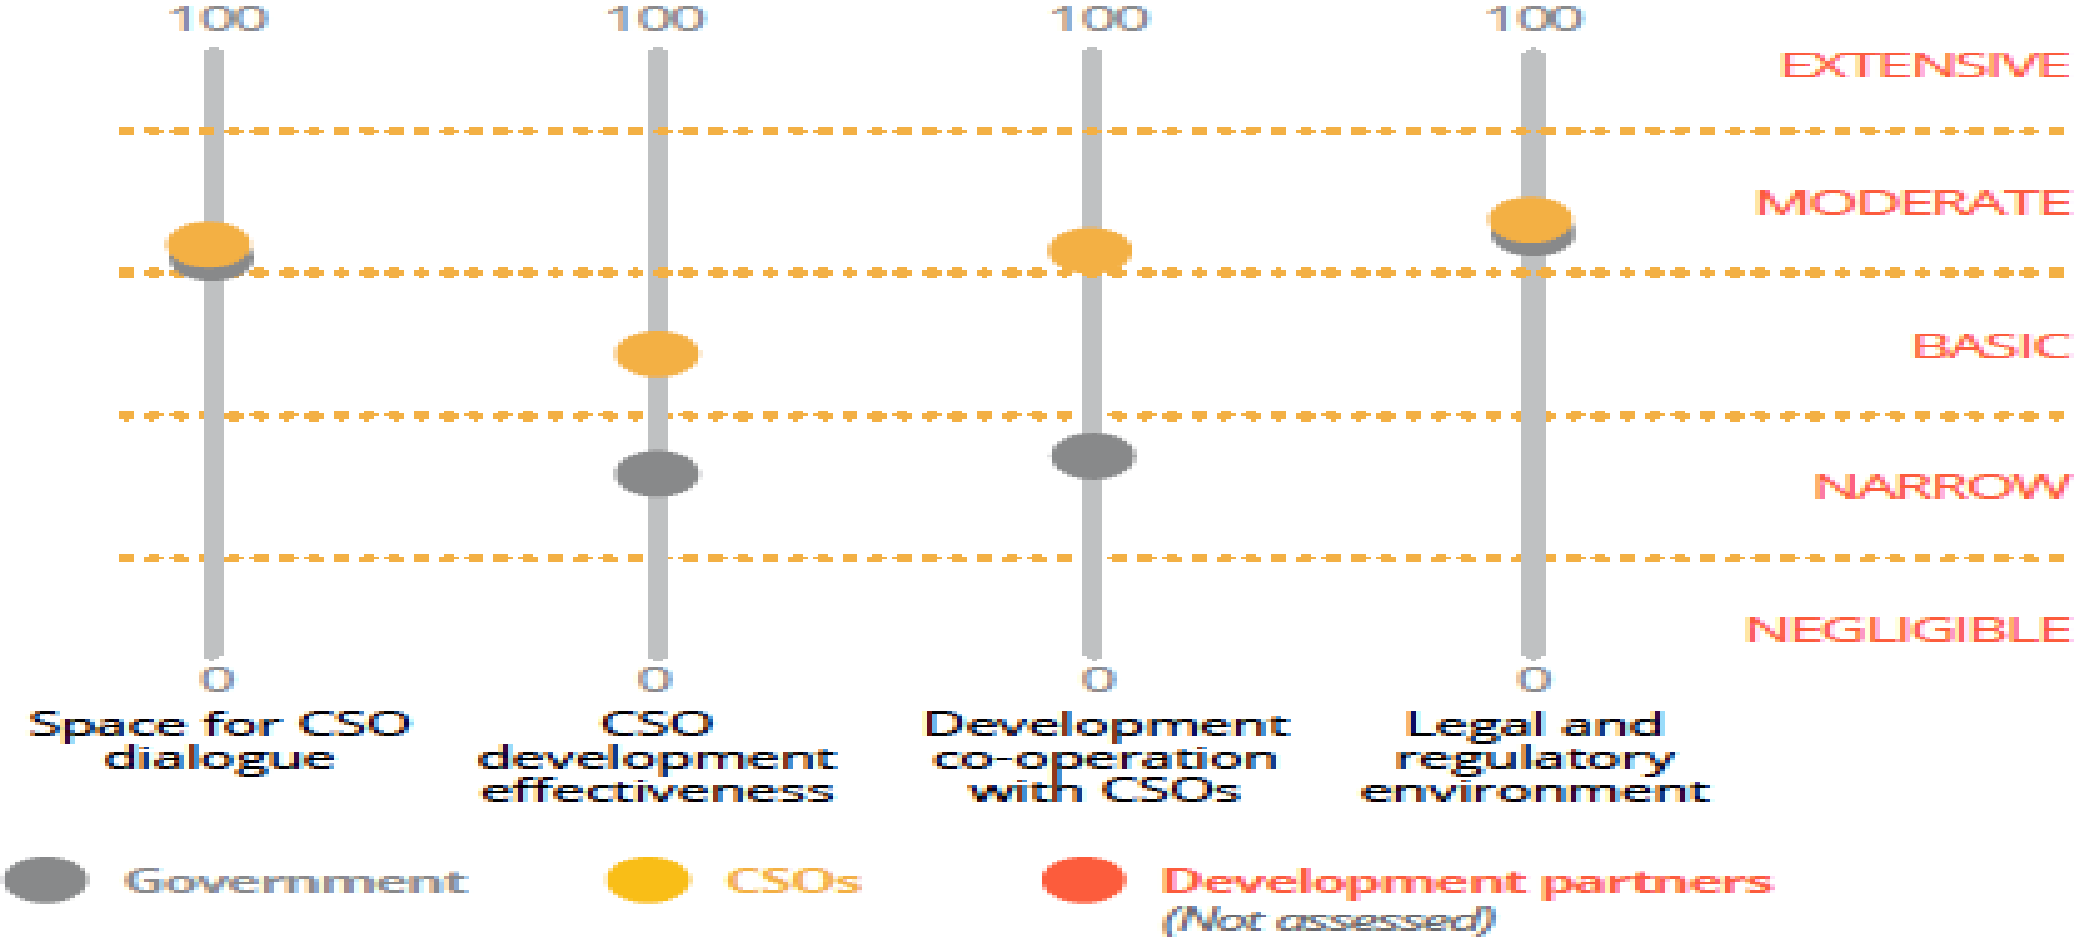 100 100 100 100
EXTENSIVE
MODERATE
BASIC
NARROW
NEGLIGIBLE
0 0 0 0
Space for CSO
dialogue
CSO
development
effectiveness
Development
co-operation
with CSOs
Legal and
regulatory
environment
Government
CSOs
Development partners
(Not assessed)